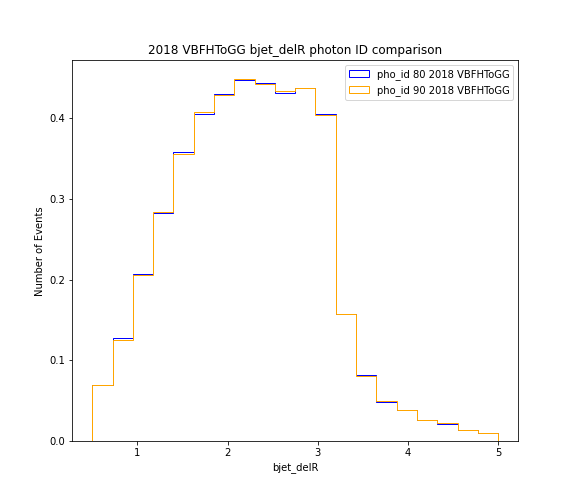 2018 VBFHToGG bjet_delR photon ID comparison
pho_id 80 2018 VBFHToGG
pho_id 90 2018 VBFHToGG
Number of Events
0.4
0.3
0.2
0.1
0.0
1 2 3 4 5
bjet_delR